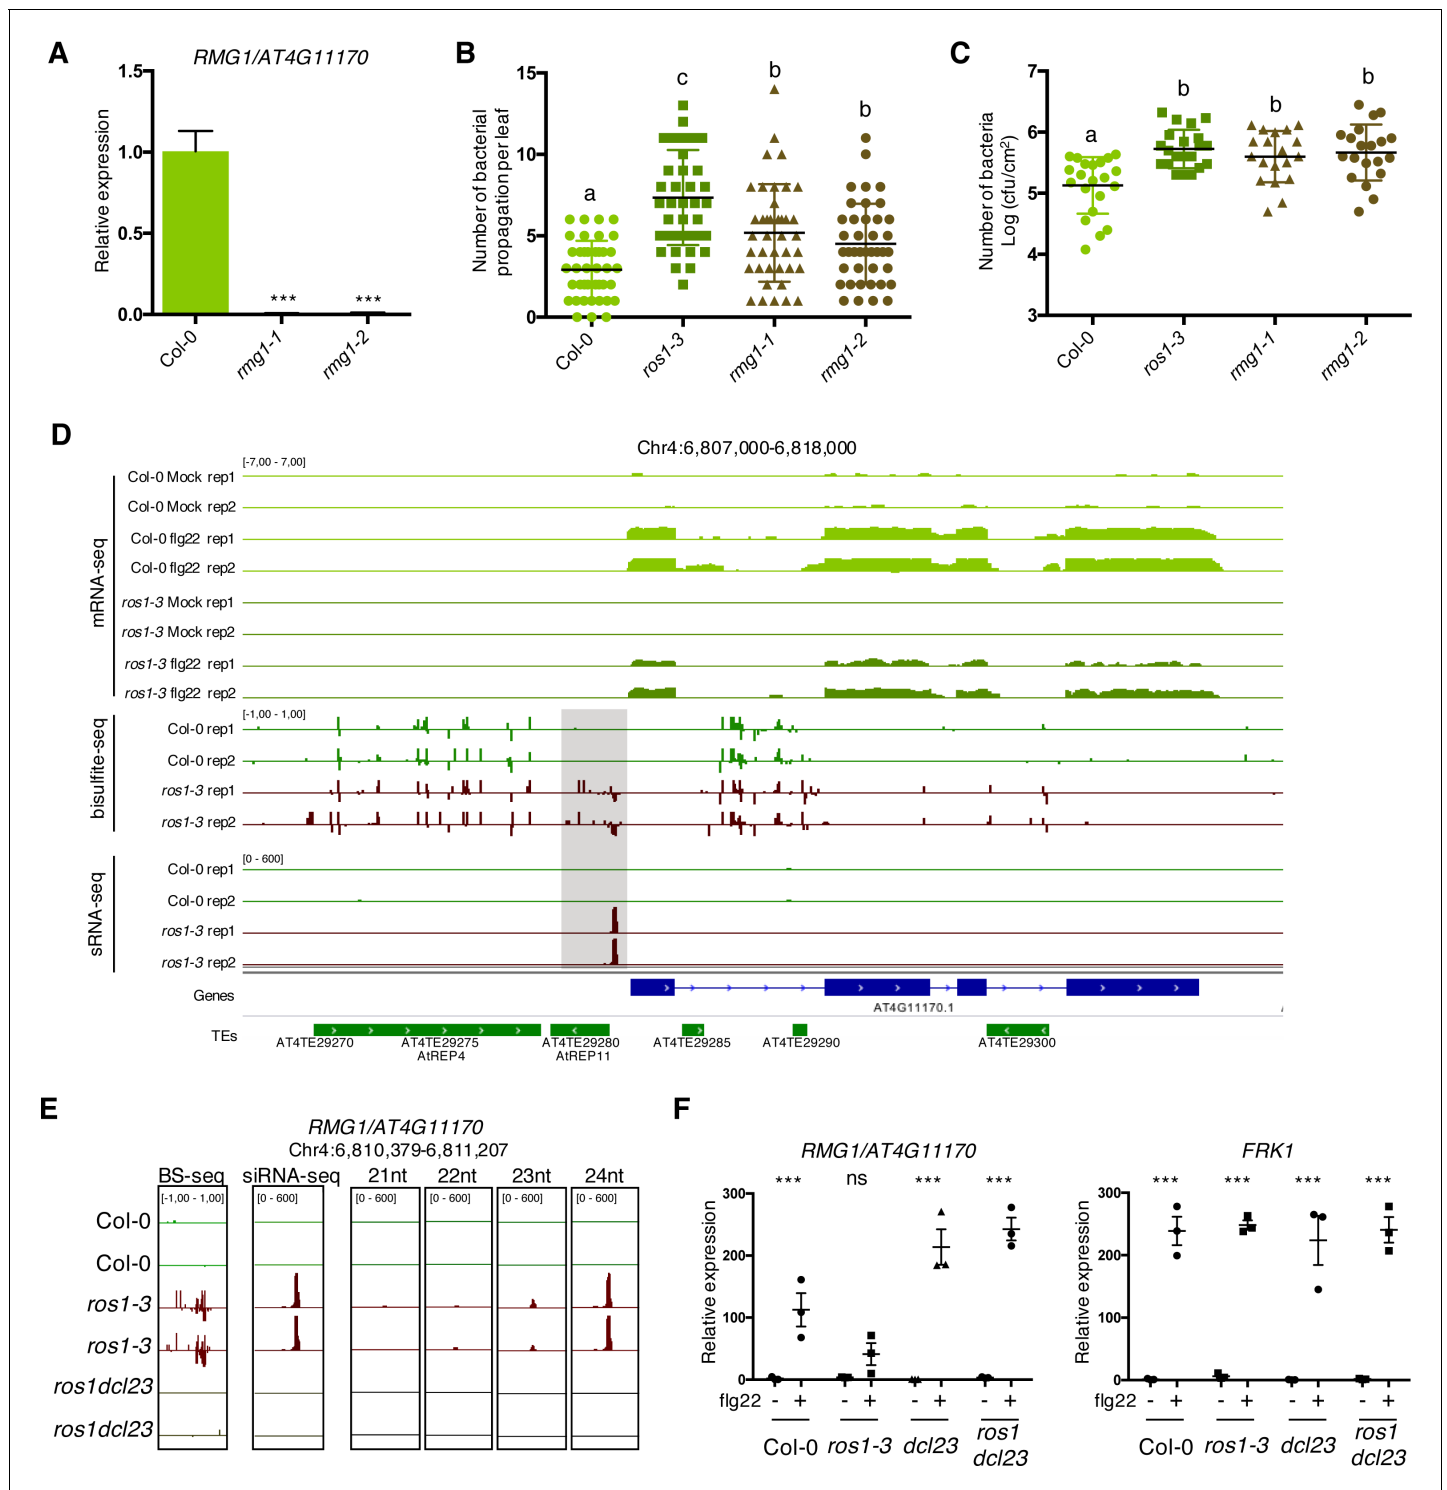 A
RMG1/AT4G11170
Relative expression
1.5
1.0
0.5
0.0
*** ***
Col-0 rmg1-1 rmg1-2
B
Number of bacterial
propagation per leaf
15
10
5
0
a c b b
Col-0 ros1-3 rmg1-1 rmg1-2
C
Number of bacteria
Log (cfu/cm2)
7
6
5
4
3
a b b b
Col-0 ros1-3 rmg1-1 rmg1-2
D
Chr4:6,807,000-6,818,000
mRNA-seq
[-7,00 - 7,00]
Col-0 Mock rep1
Col-0 Mock rep2
Col-0 flg22 rep1
Col-0 flg22 rep2
ros1-3 Mock rep1
ros1-3 Mock rep2
ros1-3 flg22 rep1
ros1-3 flg22 rep2
bisulfite-seq
[-1,00 - 1,00]
Col-0 rep1
Col-0 rep2
ros1-3 rep1
ros1-3 rep2
sRNA-seq
[0 - 600]
Col-0 rep1
Col-0 rep2
ros1-3 rep1
ros1-3 rep2
Genes
AT4G11170.1
TEs
AT4TE29270 AT4TE29275 AT4TE29280 AT4TE29285 AT4TE29290 AT4TE29300
AtREP4 AtREP11
E
RMG1/AT4G11170
Chr4:6,810,379-6,811,207
BS-seq siRNA-seq 21nt 22nt 23nt 24nt
[-1,00 - 1,00] [0 - 600] [0 - 600] [0 - 600] [0 - 600] [0 - 600]
Col-0
Col-0
ros1-3
ros1-3
ros1dcl23
ros1dcl23
F
RMG1/AT4G11170
*** ns *** ***
Relative expression
300
200
100
0
flg22 - + - + - + - +
Col-0 ros1-3 dcl23 ros1
dcl23
FRK1
*** *** *** ***
Relative expression
300
200
100
0
flg22 - + - + - + - +
Col-0 ros1-3 dcl23 ros1
dcl23